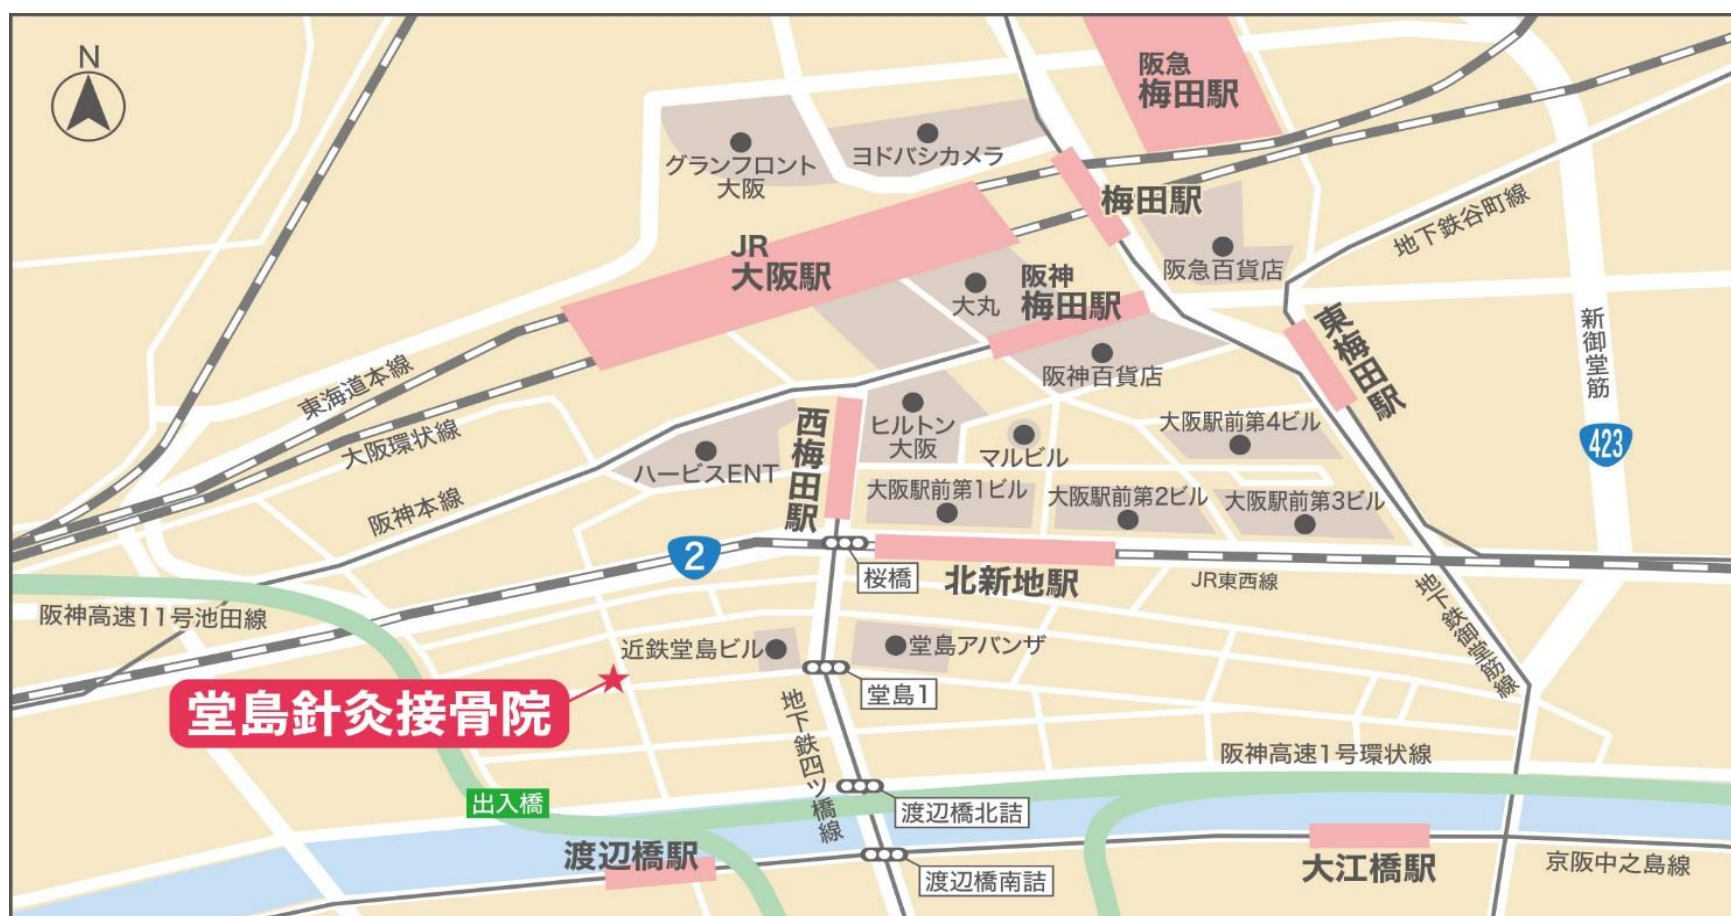 N
阪急
梅田駅
グランフロント
大阪
ヨドバシカメラ
梅田駅
地下鉄谷町線
JR
大阪駅
阪急百貨店
大丸
阪神
梅田駅
東梅田駅
新御堂筋
423
東海道本線
阪神百貨店
大阪環状線
西梅田駅
ヒルトン
大阪
マルビル
大阪駅前第4ビル
ハービスENT
阪神本線
大阪駅前第1ビル
大阪駅前第2ビル
大阪駅前第3ビル
2
桜橋
北新地駅
JR東西線
地下鉄御堂筋線
阪神高速11号池田線
近鉄堂島ビル
堂島アバンザ
堂島針灸接骨院
堂島1
地下鉄四ツ橋線
阪神高速1号環状線
出入橋
渡辺橋北詰
渡辺橋駅
渡辺橋南詰
大江橋駅
京阪中之島線